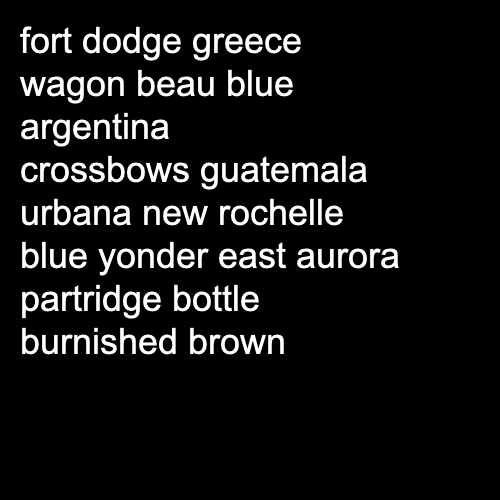 fort dodge greece
wagon beau blue
argentina
crossbows guatemala
urbana new rochelle
blue yonder east aurora
partridge bottle
burnished brown